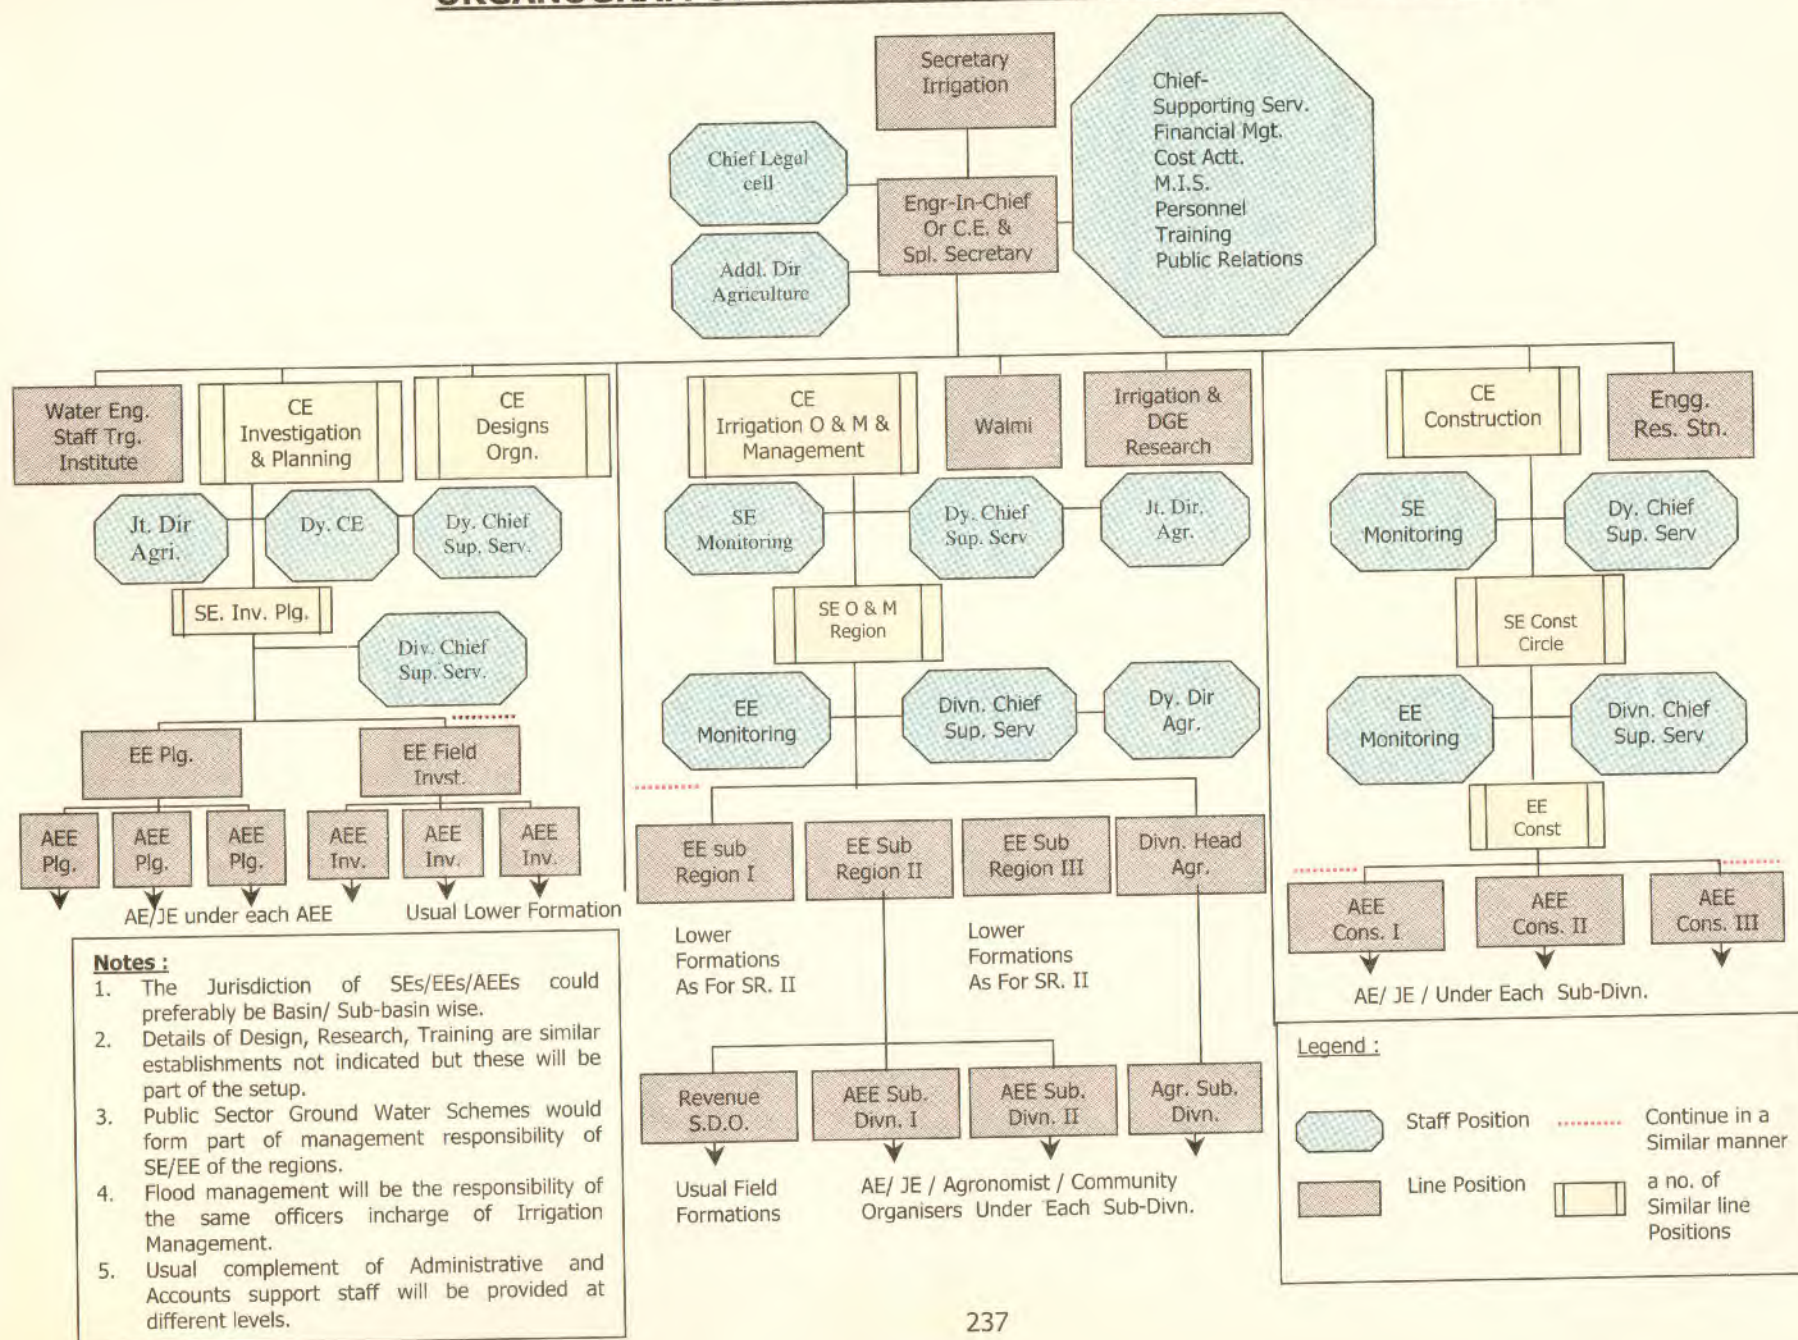 Secretary
Irrigation
Chief-
Supporting Serv.
Financial Mgt.
Cost Actt.
M.I.S.
Personnel
Training
Public Relations
Chief Legal
cell
Engr-In-Chief
Or C.E. &
Spl. Secretary
Addl. Dir
Agriculture
Water Eng.
Staff Trg.
Institute
CE
Investigation
& Planning
CE
Designs
Orgn.
CE
Irrigation O & M &
Management
Walmi
Irrigation &
DGE
Research
CE
Construction
Engg.
Res. Stn.
Jt. Dir
Agri.
Dy. CE
Dy. Chief
Sup. Serv.
SE
Monitoring
Dy. Chief
Sup. Serv
Jt. Dir.
Agr.
SE
Monitoring
Dy. Chief
Sup. Serv
SE. Inv. Plg.
SE O & M
Region
SE Const
Circle
Div. Chief
Sup. Serv.
EE
Monitoring
Divn. Chief
Sup. Serv
Dy. Dir
Agr.
EE
Monitoring
Divn. Chief
Sup. Serv
EE Plg.
EE Field
Invst.
EE
Const
AEE
Plg.
AEE
Plg.
AEE
Plg.
AEE
Inv.
AEE
Inv.
AEE
Inv.
EE sub
Region I
EE Sub
Region II
EE Sub
Region III
Divn. Head
Agr.
AEE
Cons. I
AEE
Cons. II
AEE
Cons. III
AE/JE under each AEE
Usual Lower Formation
Lower
Formations
As For SR. II
Lower
Formations
As For SR. II
AE/ JE / Under Each Sub-Divn.
Revenue
S.D.O.
AEE Sub.
Divn. I
AEE Sub.
Divn. II
Agr. Sub.
Divn.
Usual Field
Formations
AE/ JE / Agronomist / Community
Organisers Under Each Sub-Divn.
Notes :
1. The Jurisdiction of SEs/EEs/AEEs could
preferably be Basin/ Sub-basin wise.
2. Details of Design, Research, Training are similar
establishments not indicated but these will be
part of the setup.
3. Public Sector Ground Water Schemes would
form part of management responsibility of
SE/EE of the regions.
4. Flood management will be the responsibility of
the same officers incharge of Irrigation
Management.
5. Usual complement of Administrative and
Accounts support staff will be provided at
different levels.
Legend :
Staff Position
Continue in a
Similar manner
Line Position
a no. of
Similar line
Positions
237